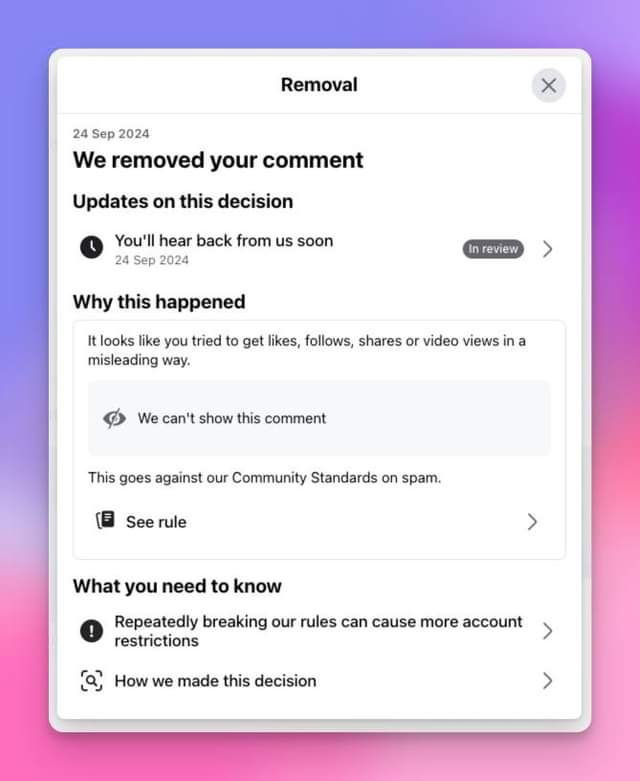 Removal
24 Sep 2024
We removed your comment
Updates on this decision
You'll hear back from us soon
24 Sep 2024
In review
Why this happened
It looks like you tried to get likes, follows, shares or video views in a
misleading way.
We can't show this comment
This goes against our Community Standards on spam.
See rule
What you need to know
Repeatedly breaking our rules can cause more account
restrictions
How we made this decision